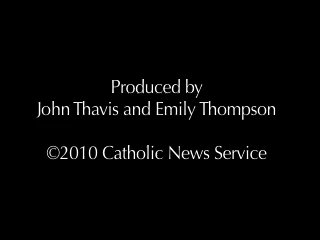 Produced by
John Thavis and Emily Thompson
©2010 Catholic News Service